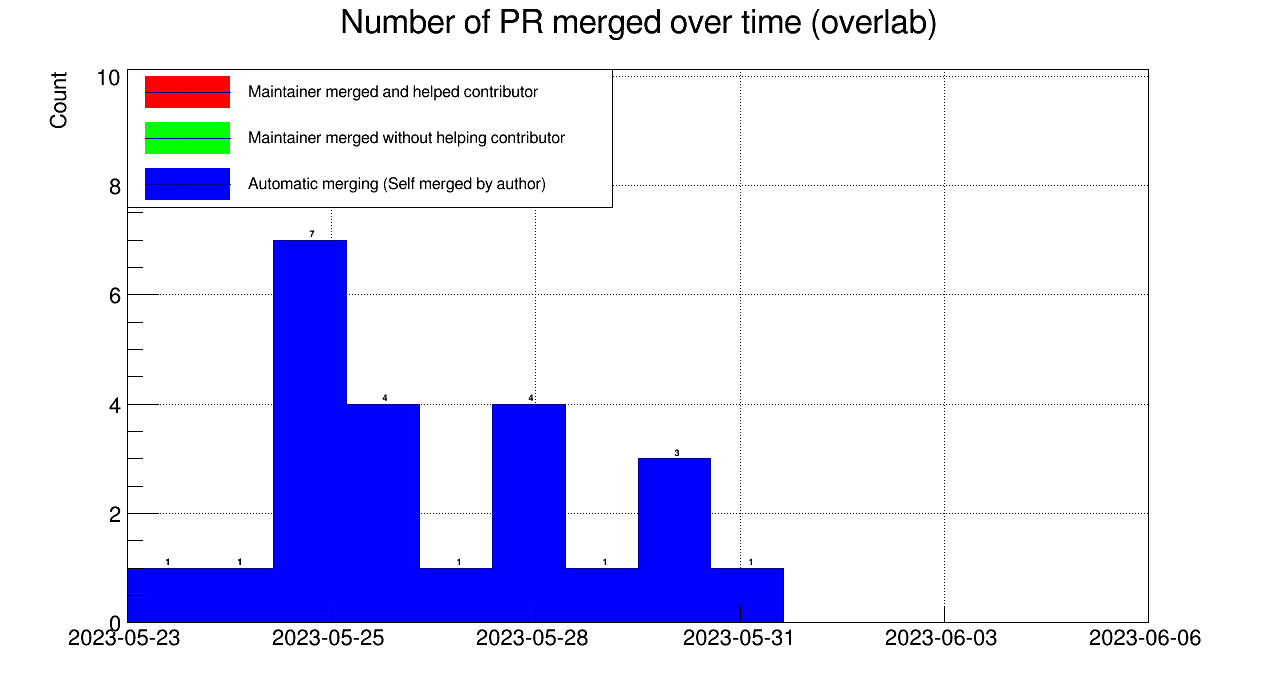 Number of PR merged over time (overlab)
Count
Maintainer merged and helped contributor
Maintainer merged without helping contributor
Automatic merging (Self merged by author)
10
8
6
4
2
0
1 1 7 4 1 4 1 3 1
2023-05-23 2023-05-25 2023-05-28 2023-05-31 2023-06-03 2023-06-06